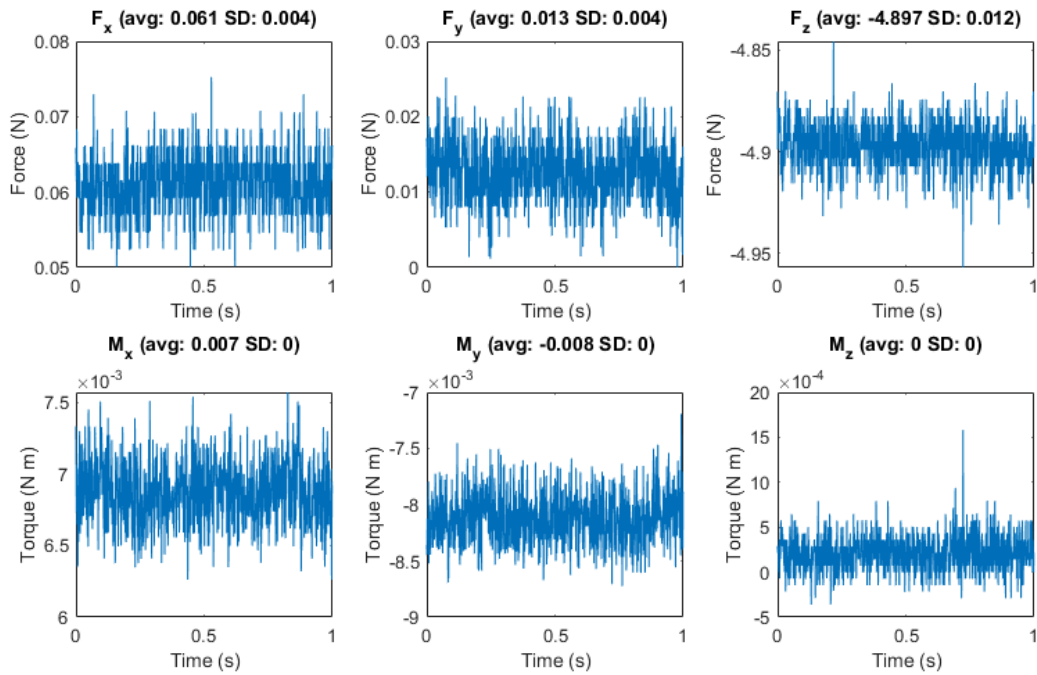 F_x (avg: 0.061 SD: 0.004)
0.08
0.07
0.06
0.05
Force (N)
0
0.5
1
Time (s)
F_y (avg: 0.013 SD: 0.004)
0.03
0.02
0.01
0
Force (N)
0
0.5
1
Time (s)
F_z (avg: -4.897 SD: 0.012)
-4.85
-4.9
-4.95
Force (N)
0
0.5
1
Time (s)
M_x (avg: 0.007 SD: 0)
×10^-3
7.5
7
6.5
6
Torque (N m)
0
0.5
1
Time (s)
M_y (avg: -0.008 SD: 0)
×10^-3
-7
-7.5
-8
-8.5
-9
Torque (N m)
0
0.5
1
Time (s)
M_z (avg: 0 SD: 0)
×10^-4
20
15
10
5
0
-5
Torque (N m)
0
0.5
1
Time (s)